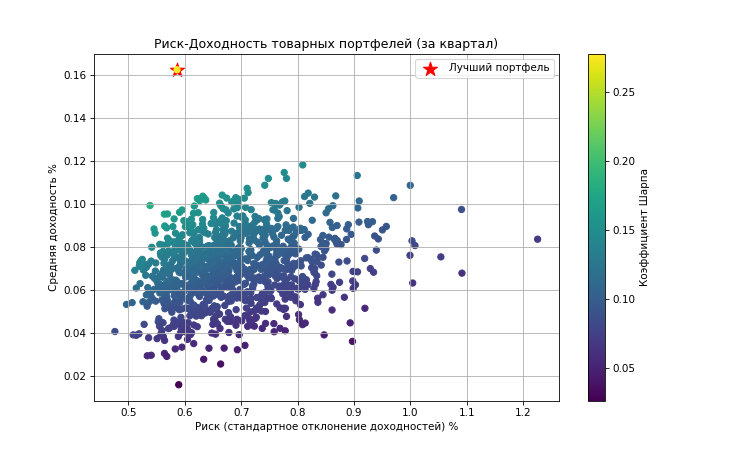 Риск-Доходность товарных портфелей (за квартал)
Лучший портфель
Средняя доходность %
0.16
0.14
0.12
0.10
0.08
0.06
0.04
0.02
0.5 0.6 0.7 0.8 0.9 1.0 1.1 1.2
Риск (стандартное отклонение доходностей) %
0.25
0.20
0.15
0.10
0.05
Коэффициент Шарпа